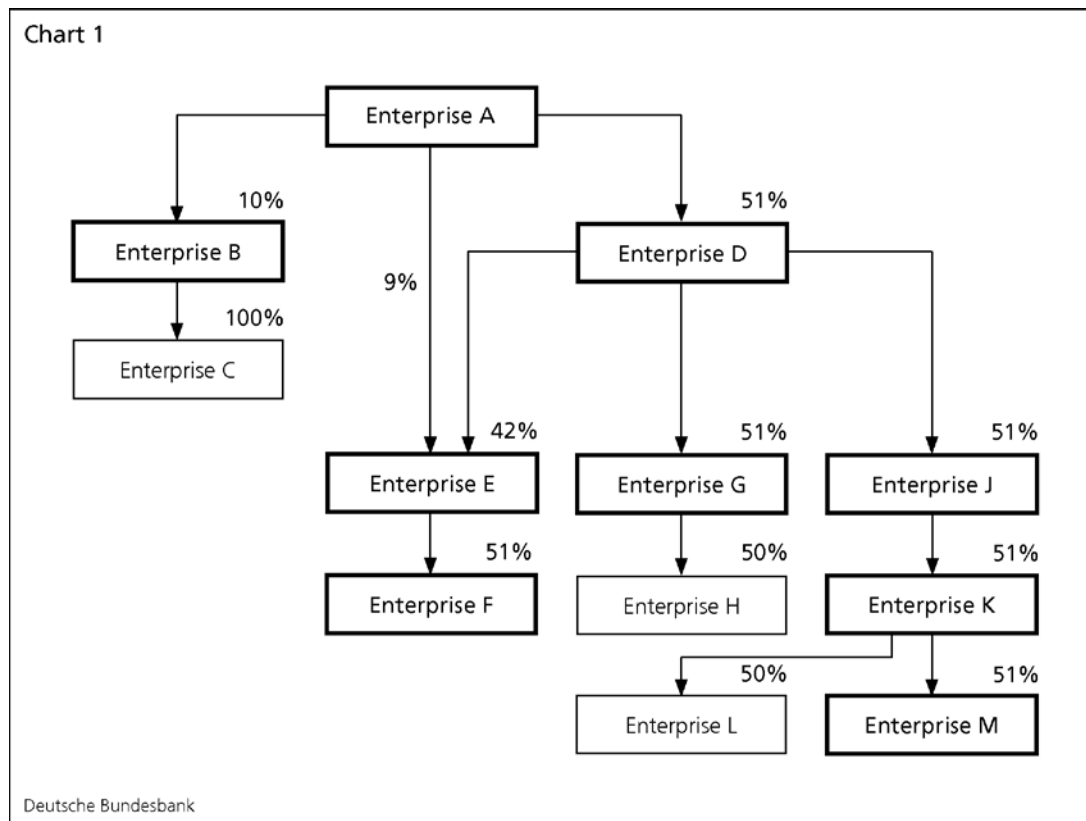 Chart 1
Enterprise A
10%
51%
Enterprise B
Enterprise D
9%
100%
Enterprise C
42%
51%
51%
Enterprise E
Enterprise G
Enterprise J
51%
50%
51%
Enterprise F
Enterprise H
Enterprise K
50%
51%
Enterprise L
Enterprise M
Deutsche Bundesbank